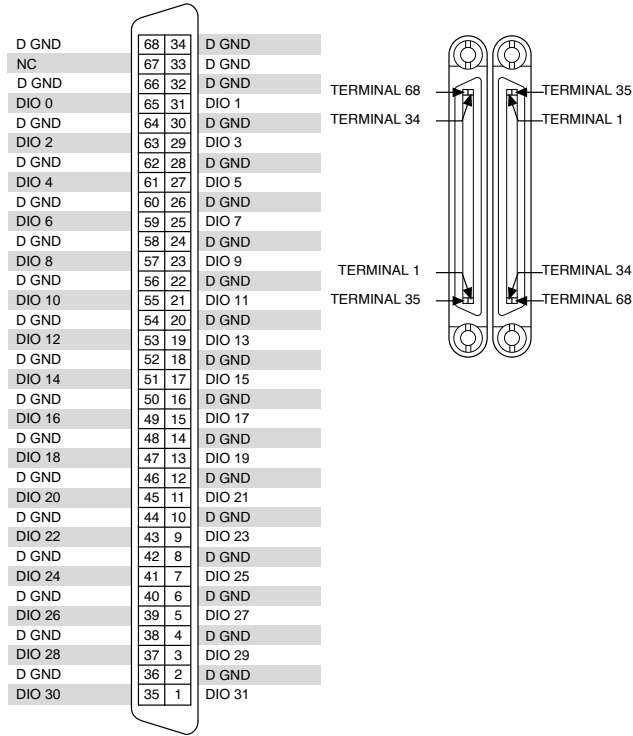 D GND 68 34 D GND
NC 67 33 D GND
D GND 66 32 D GND
DIO 0 65 31 DIO 1
D GND 64 30 D GND
DIO 2 63 29 DIO 3
D GND 62 28 D GND
DIO 4 61 27 DIO 5
D GND 60 26 D GND
DIO 6 59 25 DIO 7
D GND 58 24 D GND
DIO 8 57 23 DIO 9
D GND 56 22 D GND
DIO 10 55 21 DIO 11
D GND 54 20 D GND
DIO 12 53 19 DIO 13
D GND 52 18 D GND
DIO 14 51 17 DIO 15
D GND 50 16 D GND
DIO 16 49 15 DIO 17
D GND 48 14 D GND
DIO 18 47 13 DIO 19
D GND 46 12 D GND
DIO 20 45 11 DIO 21
D GND 44 10 D GND
DIO 22 43 9 DIO 23
D GND 42 8 D GND
DIO 24 41 7 DIO 25
D GND 40 6 D GND
DIO 26 39 5 DIO 27
D GND 38 4 D GND
DIO 28 37 3 DIO 29
D GND 36 2 D GND
DIO 30 35 1 DIO 31
TERMINAL 68 TERMINAL 35
TERMINAL 34 TERMINAL 1
TERMINAL 1 TERMINAL 34
TERMINAL 35 TERMINAL 68